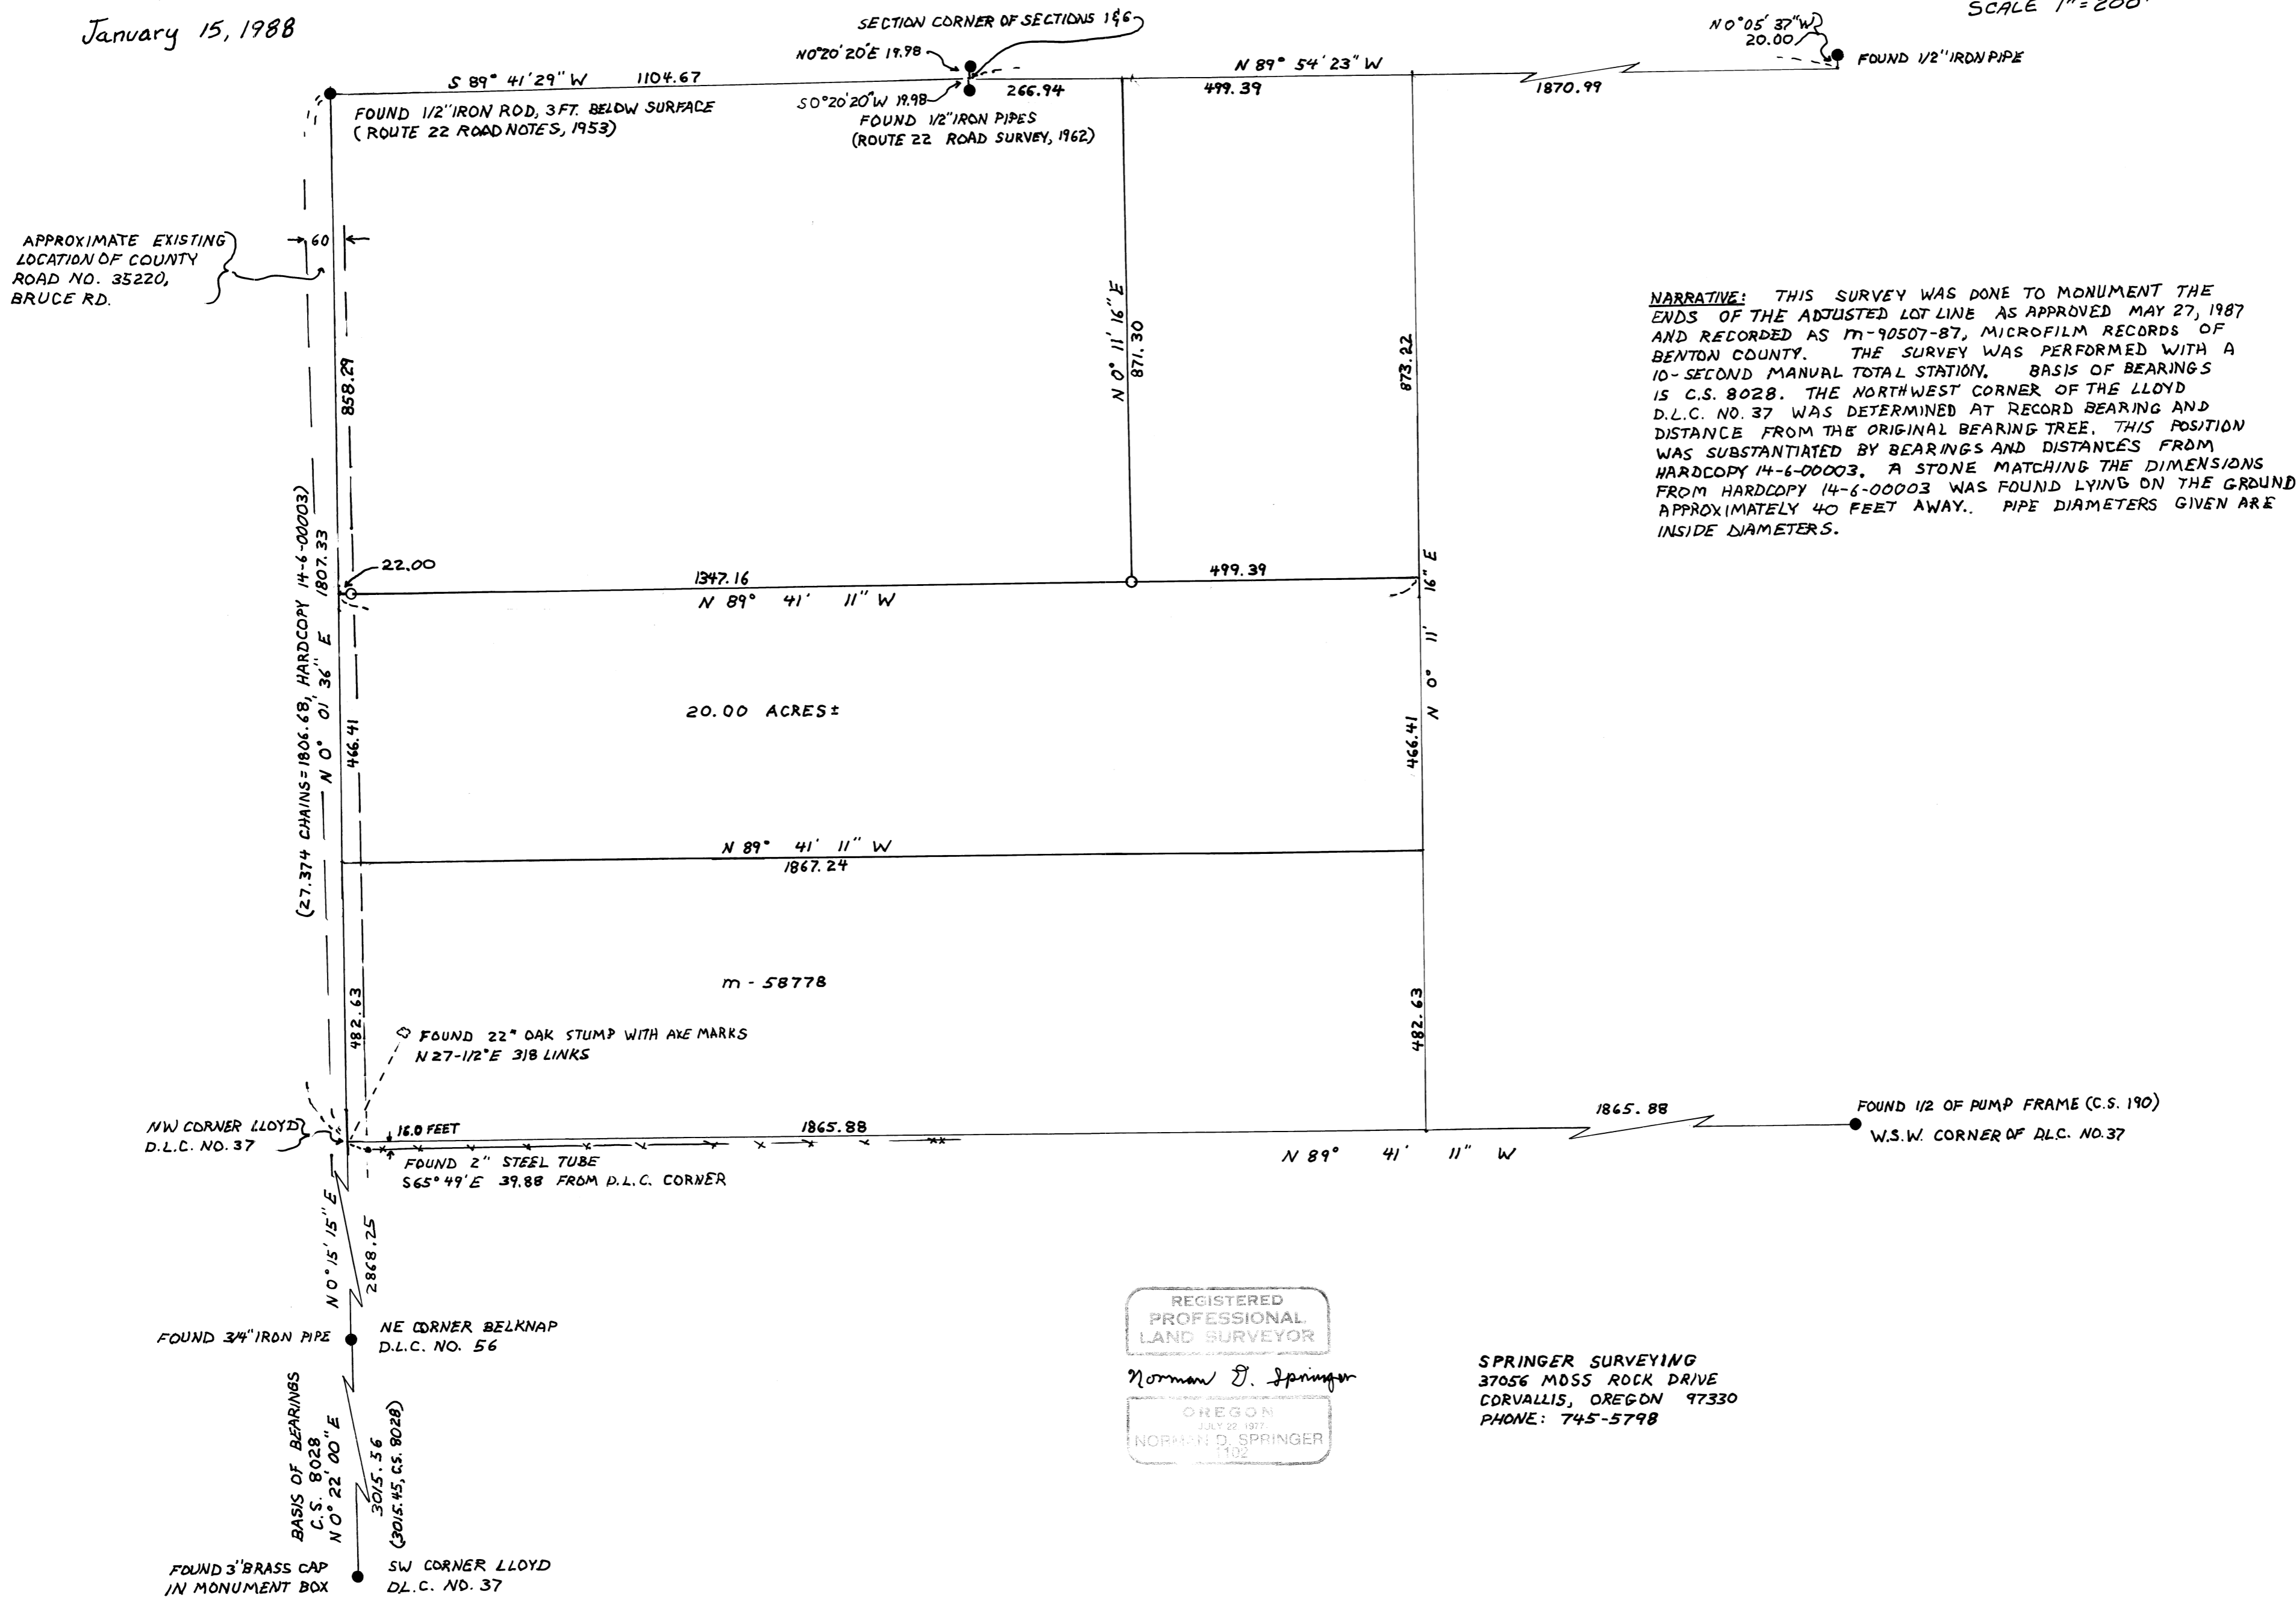 January 15, 1988
SCALE 1"=200'
SECTION CORNER OF SECTIONS 1&6
N0°20'20"E 19.98
S0°20'20"W 19.98
FOUND 1/2" IRON PIPES
(ROUTE 22 ROAD SURVEY, 1962)
N 0°05'37"W
20.00
FOUND 1/2" IRON PIPE
S 89° 41'29" W 1104.67
266.94
N 89° 54'23" W
499.39
1870.99
FOUND 1/2" IRON ROD, 3 FT. BELOW SURFACE
(ROUTE 22 ROAD NOTES, 1953)
APPROXIMATE EXISTING
LOCATION OF COUNTY
ROAD NO. 35220,
BRUCE RD.
60
858.29
N 0° 11' 16" E
871.30
873.22
NARRATIVE: THIS SURVEY WAS DONE TO MONUMENT THE
ENDS OF THE ADJUSTED LOT LINE AS APPROVED MAY 27, 1987
AND RECORDED AS M-90507-87, MICROFILM RECORDS OF
BENTON COUNTY. THE SURVEY WAS PERFORMED WITH A
10-SECOND MANUAL TOTAL STATION. BASIS OF BEARINGS
IS C.S. 8028. THE NORTHWEST CORNER OF THE LLOYD
D.L.C. NO. 37 WAS DETERMINED AT RECORD BEARING AND
DISTANCE FROM THE ORIGINAL BEARING TREE. THIS POSITION
WAS SUBSTANTIATED BY BEARINGS AND DISTANCES FROM
HARDCOPY 14-6-00003. A STONE MATCHING THE DIMENSIONS
FROM HARDCOPY 14-6-00003 WAS FOUND LYING ON THE GROUND
APPROXIMATELY 40 FEET AWAY.. PIPE DIAMETERS GIVEN ARE
INSIDE DIAMETERS.
(27.374 CHAINS=1806.68, HARDCOPY 14-6-00003)
N 0° 01' 36" E 1807.33
22.00
1347.16
N 89° 41' 11" W
499.39
N 0° 11' 16" E
466.41
20.00 ACRES±
466.41
N 89° 41' 11" W
1867.24
m - 58778
482.63
482.63
FOUND 22" OAK STUMP WITH AXE MARKS
N 27-1/2°E 318 LINKS
NW CORNER LLOYD
D.L.C. NO. 37
16.0 FEET
1865.88
1865.88
FOUND 1/2 OF PUMP FRAME (C.S. 190)
W.S.W. CORNER OF D.L.C. NO. 37
N 89° 41' 11" W
FOUND 2" STEEL TUBE
S65°49'E 39.88 FROM D.L.C. CORNER
N 0° 15' 15" E
2868.25
FOUND 3/4" IRON PIPE
NE CORNER BELKNAP
D.L.C. NO. 56
BASIS OF BEARINGS
C.S. 8028
N 0° 22' 00" E
3015.56
(3015.45, C.S. 8028)
FOUND 3" BRASS CAP
IN MONUMENT BOX
SW CORNER LLOYD
D.L.C. NO. 37
REGISTERED
PROFESSIONAL
LAND SURVEYOR
Norman D. Springer
OREGON
JULY 22, 1977
NORMAN D. SPRINGER
1102
SPRINGER SURVEYING
37056 MOSS ROCK DRIVE
CORVALLIS, OREGON 97330
PHONE: 745-5798